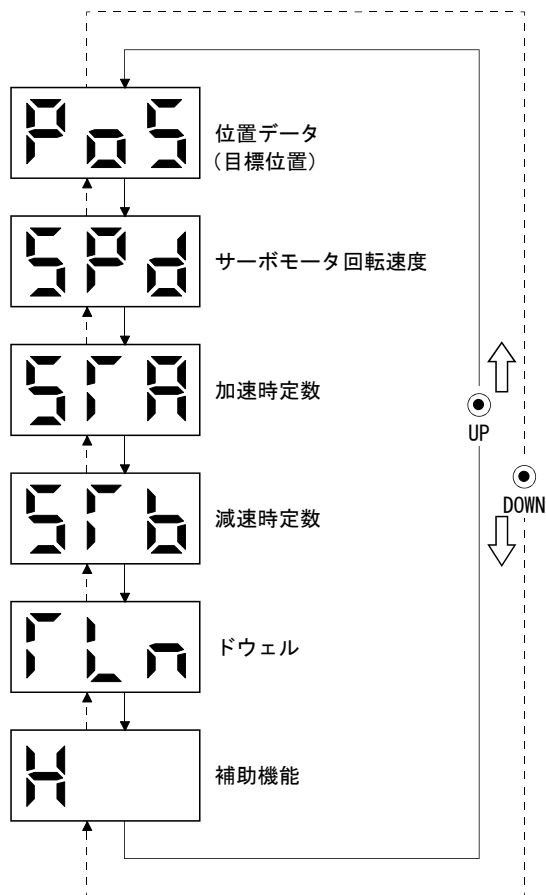 PoS
位置データ
(目標位置)
SPd
サーボモータ回転速度
STA
加速時定数
UP
DOWN
STb
減速時定数
TLn
ドウェル
H
補助機能